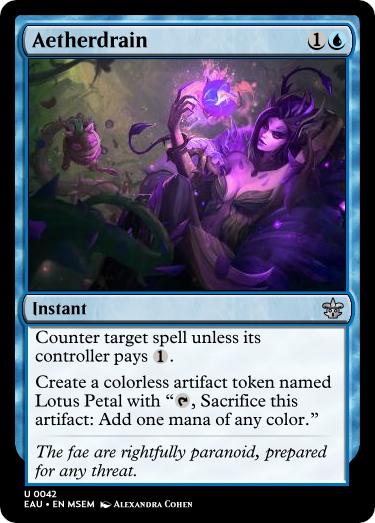 Aetherdrain 1
Instant
Counter target spell unless its
controller pays 1.
Create a colorless artifact token named
Lotus Petal with “, Sacrifice this
artifact: Add one mana of any color.”
The fae are rightfully paranoid, prepared
for any threat.
U 0042
EAU • EN MSEM Alexandra Cohen